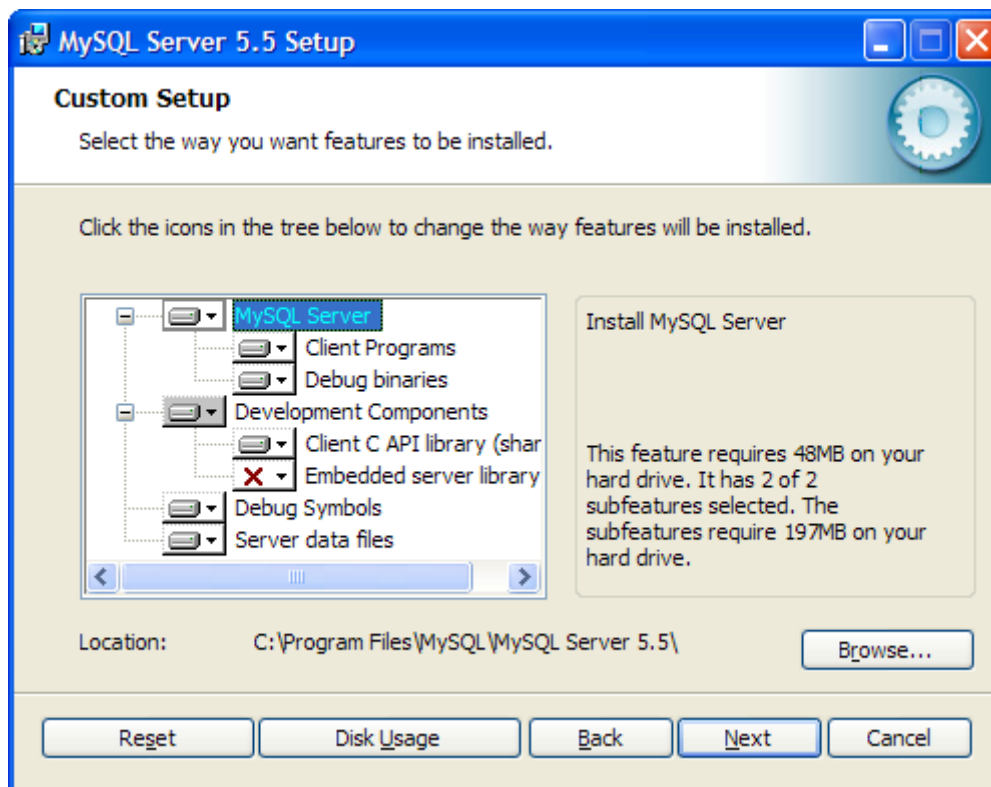 MySQL Server 5.5 Setup
Custom Setup
Select the way you want features to be installed.
Click the icons in the tree below to change the way features will be installed.
MySQL Server
Client Programs
Debug binaries
Development Components
Client C API library (shar
Embedded server library
Debug Symbols
Server data files
Install MySQL Server
This feature requires 48MB on your
hard drive. It has 2 of 2
subfeatures selected. The
subfeatures require 197MB on your
hard drive.
Location: C:\Program Files\MySQL\MySQL Server 5.5\
Browse...
Reset Disk Usage Back Next Cancel